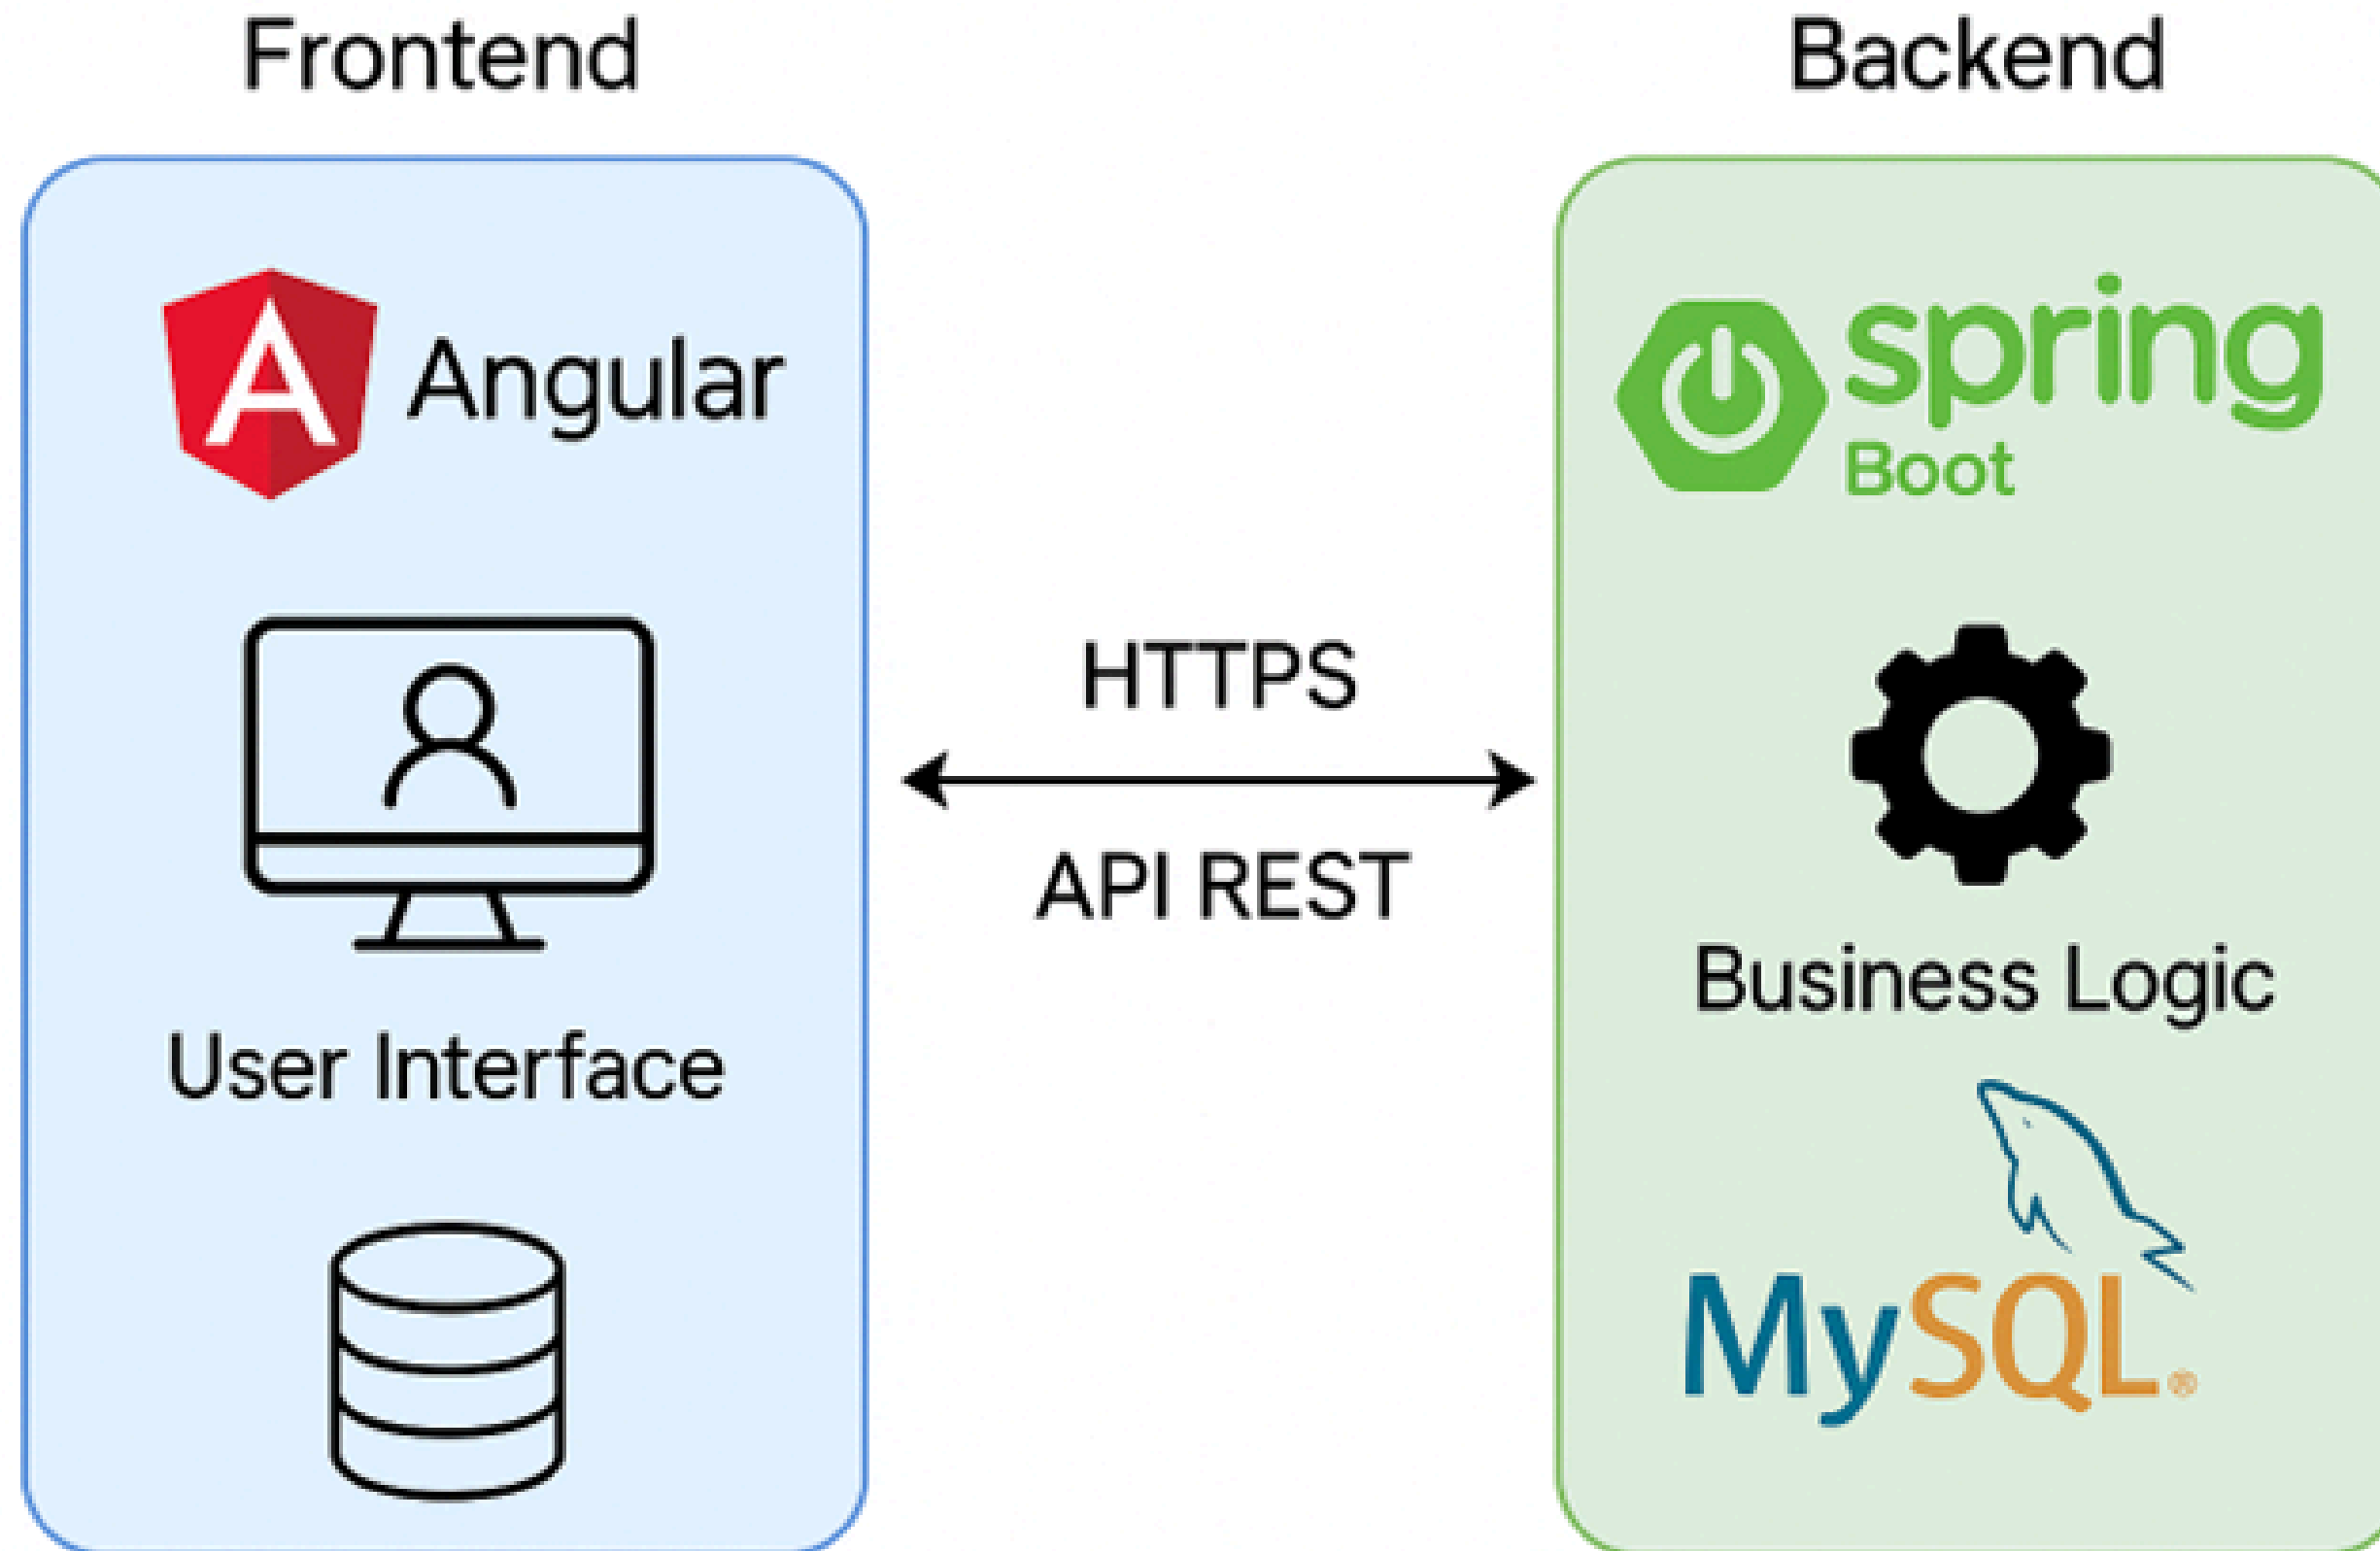 Frontend
Angular
User Interface
HTTPS
API REST
Backend
spring
Boot
Business Logic
MySQL®